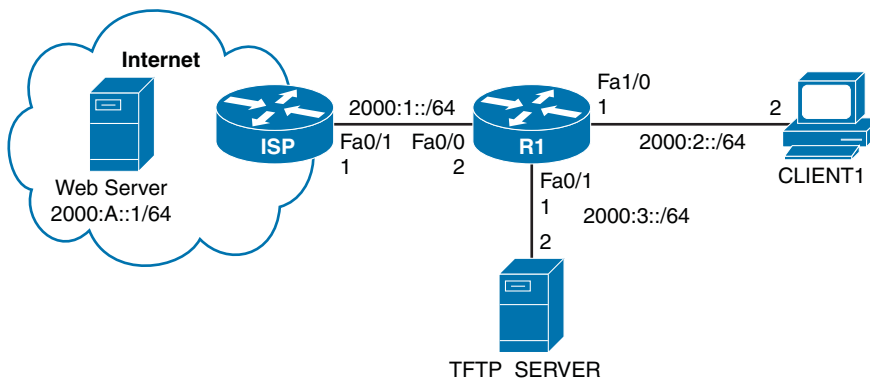 Internet
Web Server
2000:A::1/64
ISP
2000:1::/64
Fa0/1
1
Fa0/0
2
R1
Fa1/0
1
2
2000:2::/64
CLIENT1
Fa0/1
1
2000:3::/64
2
TFTP SERVER